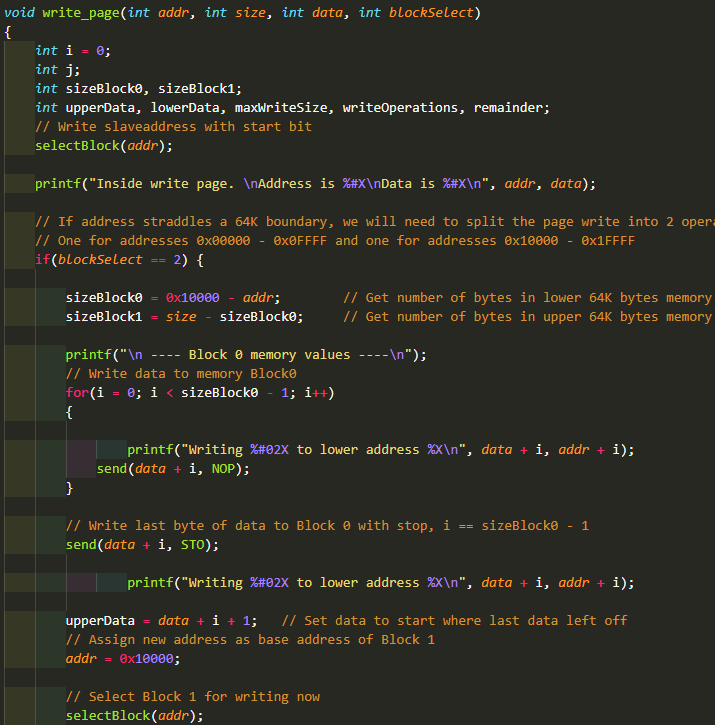 void write_page(int addr, int size, int data, int blockSelect)
{
int i = 0;
int j;
int sizeBlock0, sizeBlock1;
int upperData, lowerData, maxWriteSize, writeOperations, remainder;
// Write slaveaddress with start bit
selectBlock(addr);
printf("Inside write page. \nAddress is %#X\nData is %#X\n", addr, data);
// If address straddles a 64K boundary, we will need to split the page write into 2 opera
// One for addresses 0x00000 - 0x0FFFF and one for addresses 0x10000 - 0x1FFFF
if(blockSelect == 2) {
sizeBlock0 = 0x10000 - addr; // Get number of bytes in lower 64K bytes memory
sizeBlock1 = size - sizeBlock0; // Get number of bytes in upper 64K bytes memory
printf("\n ---- Block 0 memory values ----\n");
// Write data to memory Block0
for(i = 0; i < sizeBlock0 - 1; i++)
{
printf("Writing %#02X to lower address %X\n", data + i, addr + i);
send(data + i, NOP);
}
// Write last byte of data to Block 0 with stop, i == sizeBlock0 - 1
send(data + i, STO);
printf("Writing %#02X to lower address %X\n", data + i, addr + i);
upperData = data + i + 1; // Set data to start where last data left off
// Assign new address as base address of Block 1
addr = 0x10000;
// Select Block 1 for writing now
selectBlock(addr);